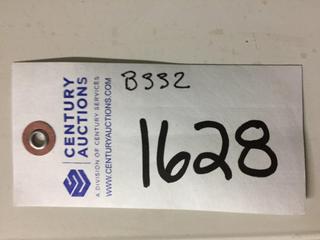 CENTURY
AUCTIONS
A DIVISION OF CENTURY SERVICES
WWW.CENTURYAUCTIONS.COM
B332
1628